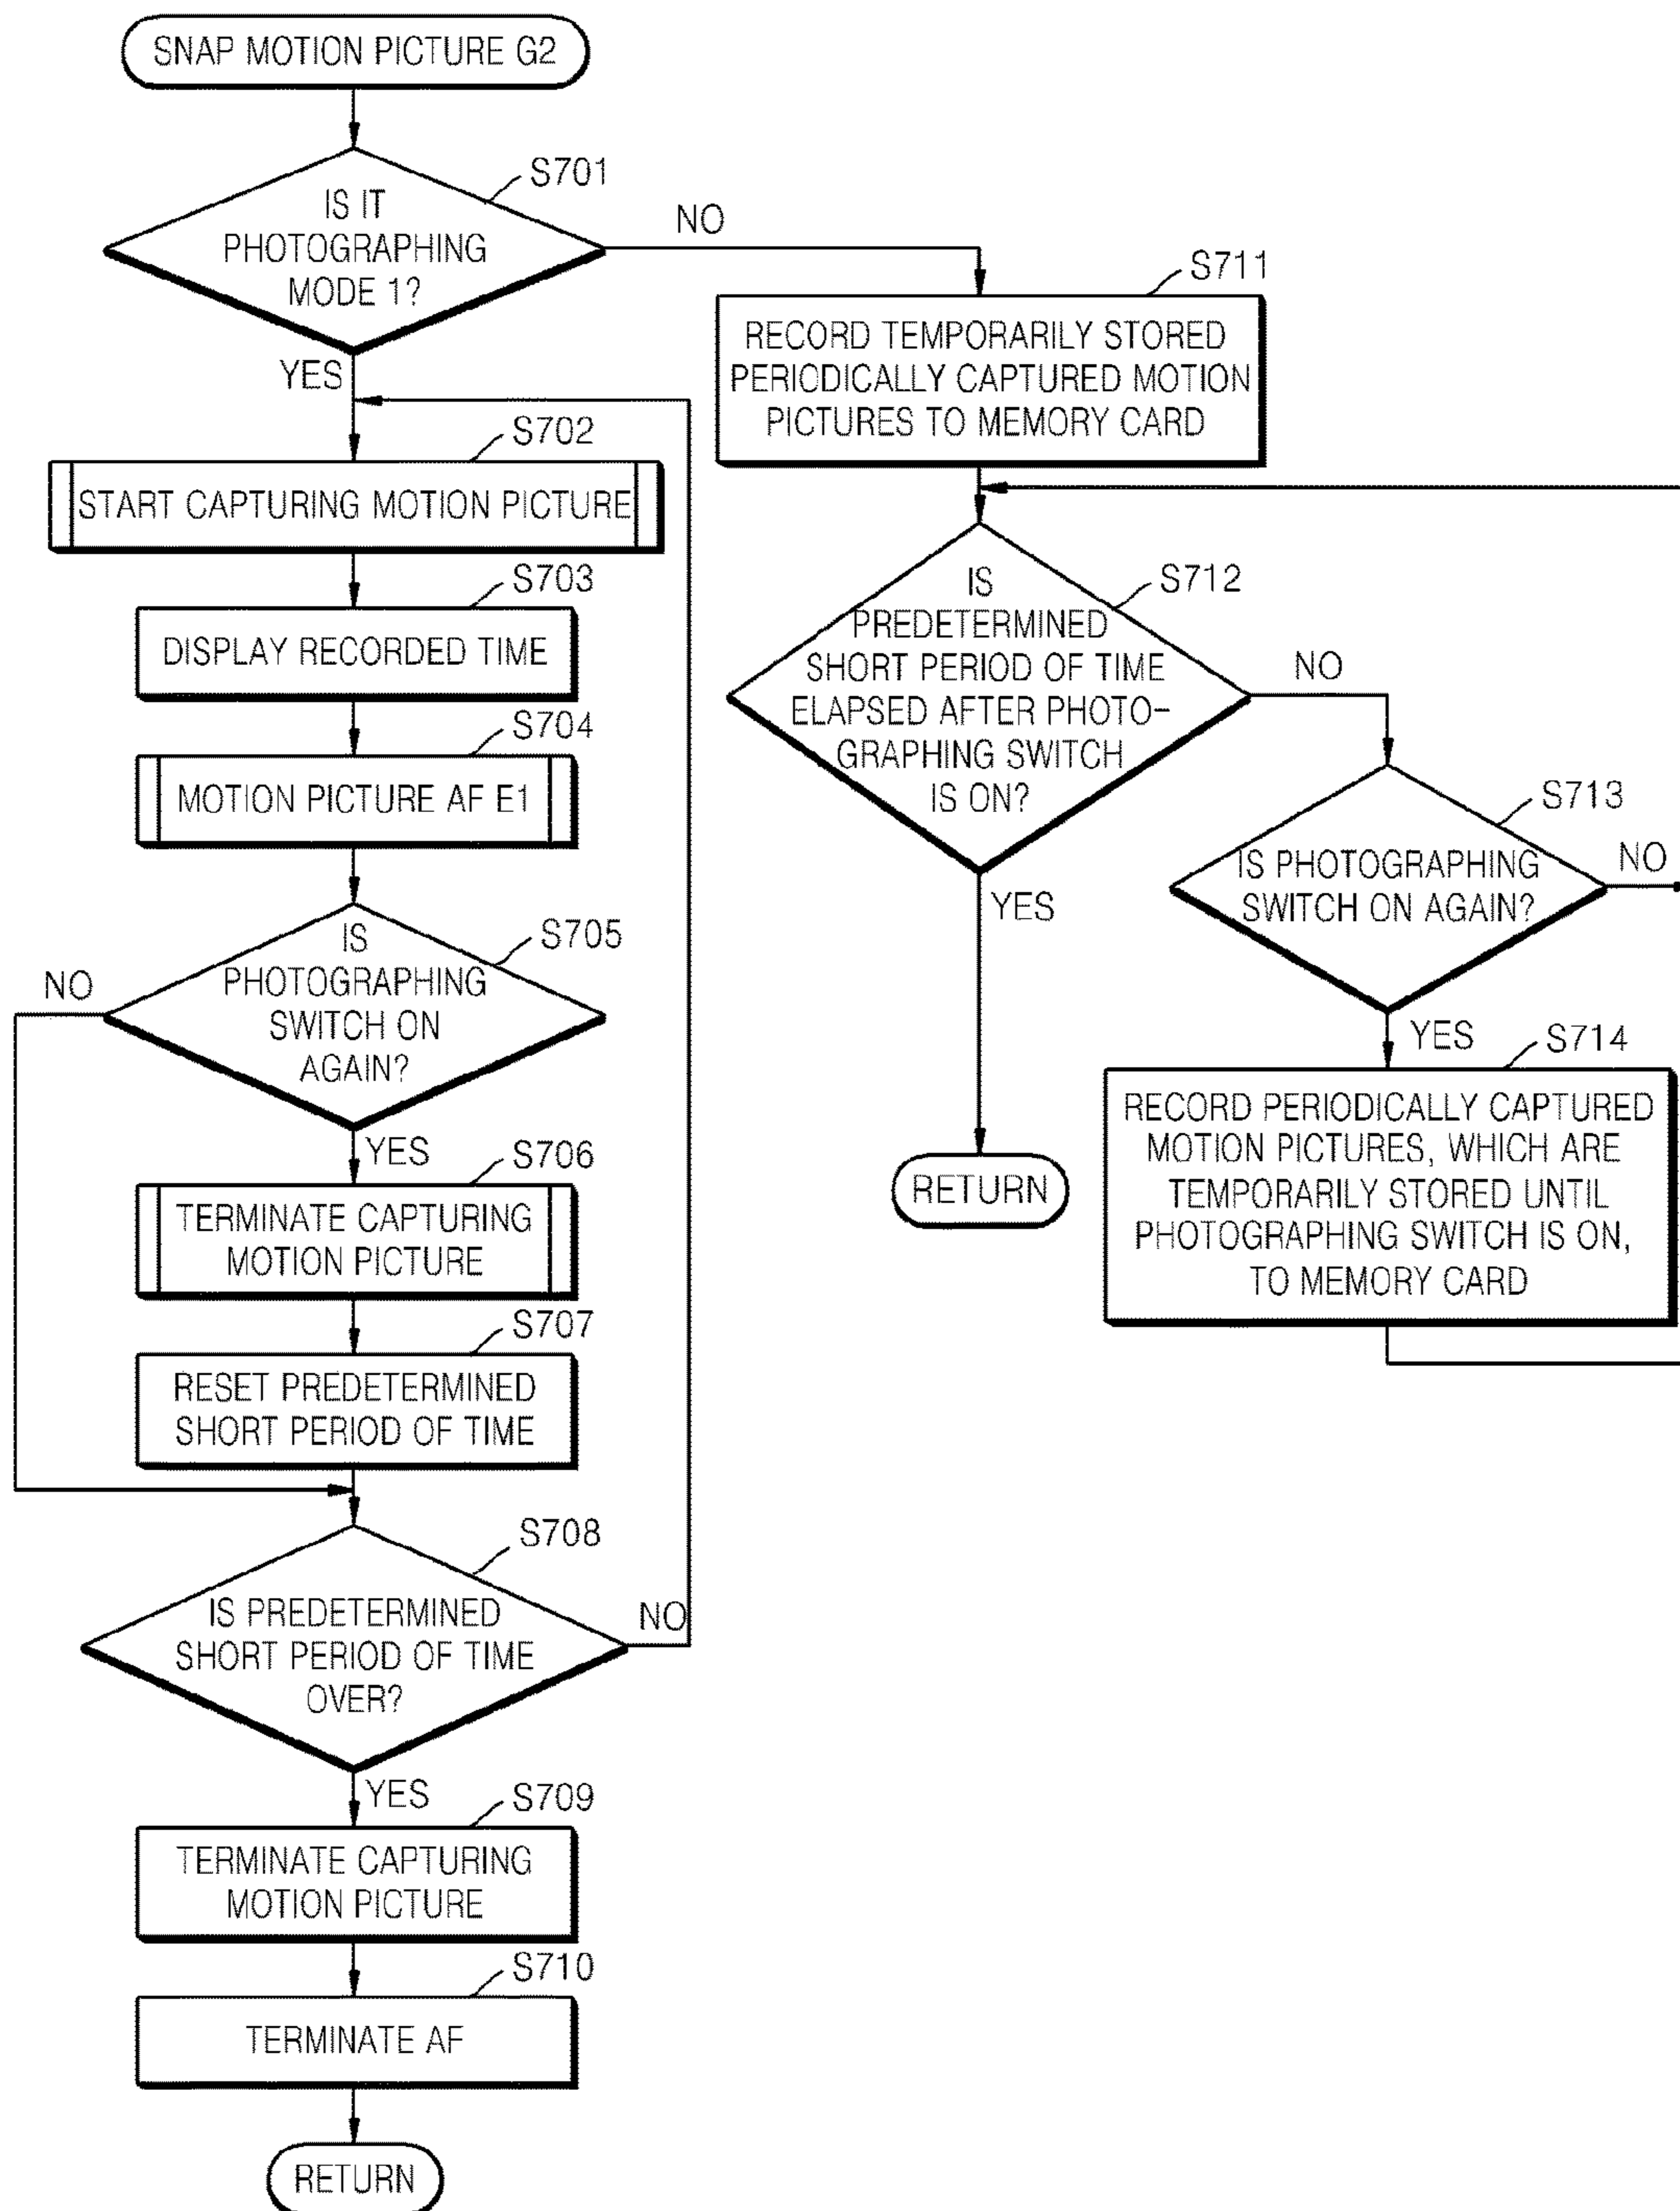 SNAP MOTION PICTURE G2
S701
IS IT
PHOTOGRAPHING
MODE 1?
NO
YES
S702
START CAPTURING MOTION PICTURE
S703
DISPLAY RECORDED TIME
S704
MOTION PICTURE AF E1
S705
IS
PHOTOGRAPHING
SWITCH ON
AGAIN?
NO
YES
S706
TERMINATE CAPTURING
MOTION PICTURE
S707
RESET PREDETERMINED
SHORT PERIOD OF TIME
S708
IS PREDETERMINED
SHORT PERIOD OF TIME
OVER?
NO
YES
S709
TERMINATE CAPTURING
MOTION PICTURE
S710
TERMINATE AF
RETURN
S711
RECORD TEMPORARILY STORED
PERIODICALLY CAPTURED MOTION
PICTURES TO MEMORY CARD
S712
IS
PREDETERMINED
SHORT PERIOD OF TIME
ELAPSED AFTER PHOTO-
GRAPHING SWITCH
IS ON?
NO
YES
RETURN
S713
IS PHOTOGRAPHING
SWITCH ON AGAIN?
NO
YES
S714
RECORD PERIODICALLY CAPTURED
MOTION PICTURES, WHICH ARE
TEMPORARILY STORED UNTIL
PHOTOGRAPHING SWITCH IS ON,
TO MEMORY CARD